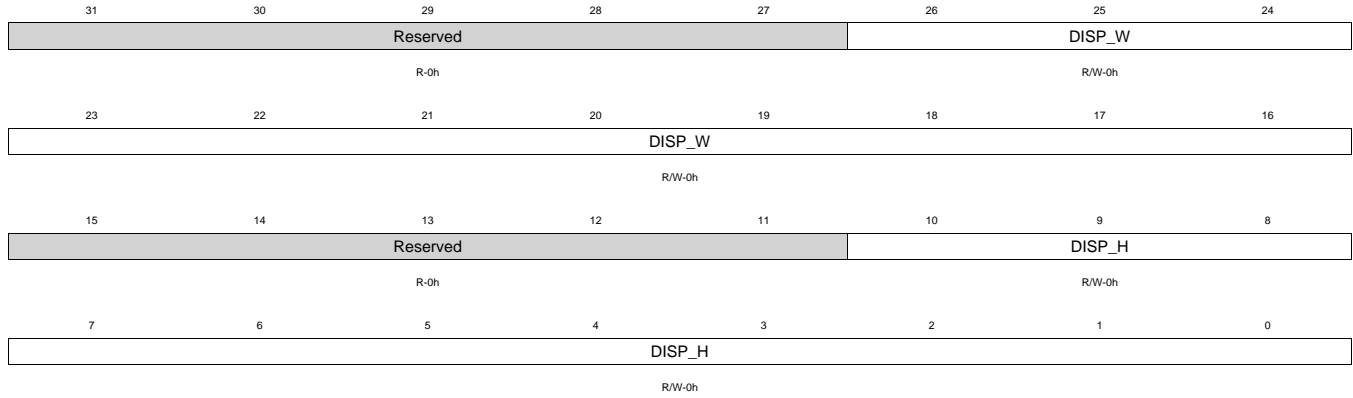 31 30 29 28 27 26 25 24
Reserved DISP_W
R-0h R/W-0h
23 22 21 20 19 18 17 16
DISP_W
R/W-0h
15 14 13 12 11 10 9 8
Reserved DISP_H
R-0h R/W-0h
7 6 5 4 3 2 1 0
DISP_H
R/W-0h